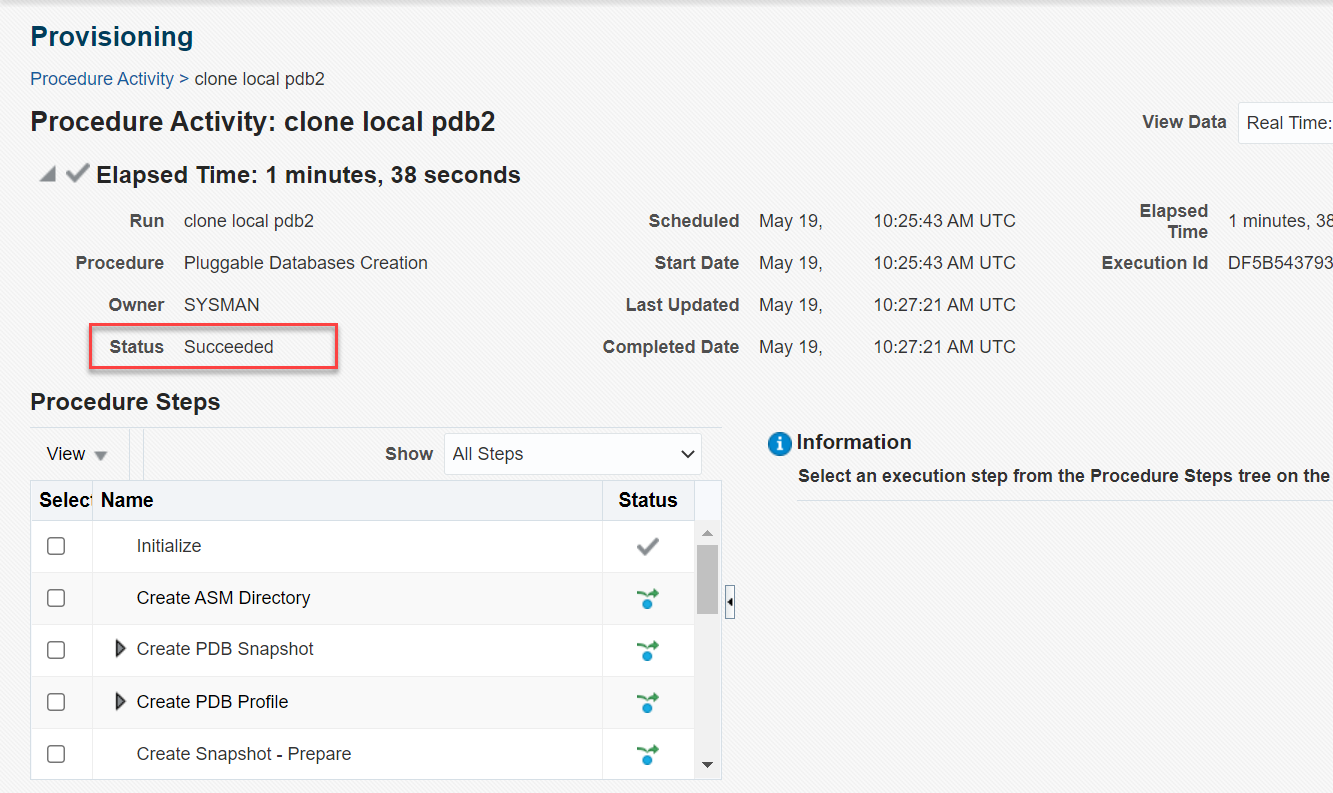 Provisioning
Procedure Activity > clone local pdb2
Procedure Activity: clone local pdb2
View Data Real Time:
Elapsed Time: 1 minutes, 38 seconds
Run clone local pdb2 Scheduled May 19, 10:25:43 AM UTC Elapsed Time 1 minutes, 38
Procedure Pluggable Databases Creation Start Date May 19, 10:25:43 AM UTC Execution Id DF5B543793
Owner SYSMAN Last Updated May 19, 10:27:21 AM UTC
Status Succeeded Completed Date May 19, 10:27:21 AM UTC
Procedure Steps
View Show All Steps
Select Name Status
Initialize
Create ASM Directory
Create PDB Snapshot
Create PDB Profile
Create Snapshot - Prepare
Information
Select an execution step from the Procedure Steps tree on the